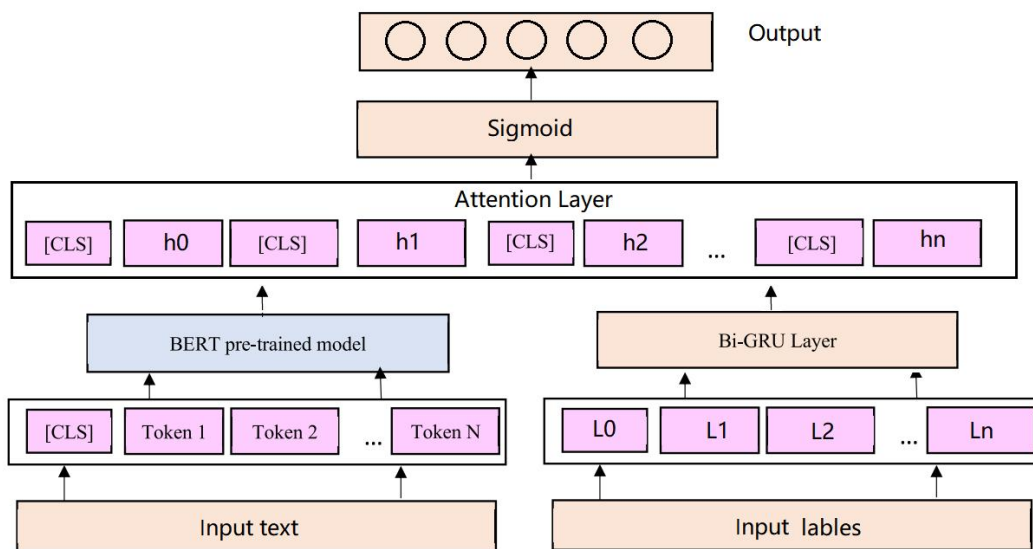 Output
Sigmoid
Attention Layer
[CLS] h0 [CLS] h1 [CLS] h2 ... [CLS] hn
BERT pre-trained model Bi-GRU Layer
[CLS] Token 1 Token 2 ... Token N L0 L1 L2 ... Ln
Input text Input lables